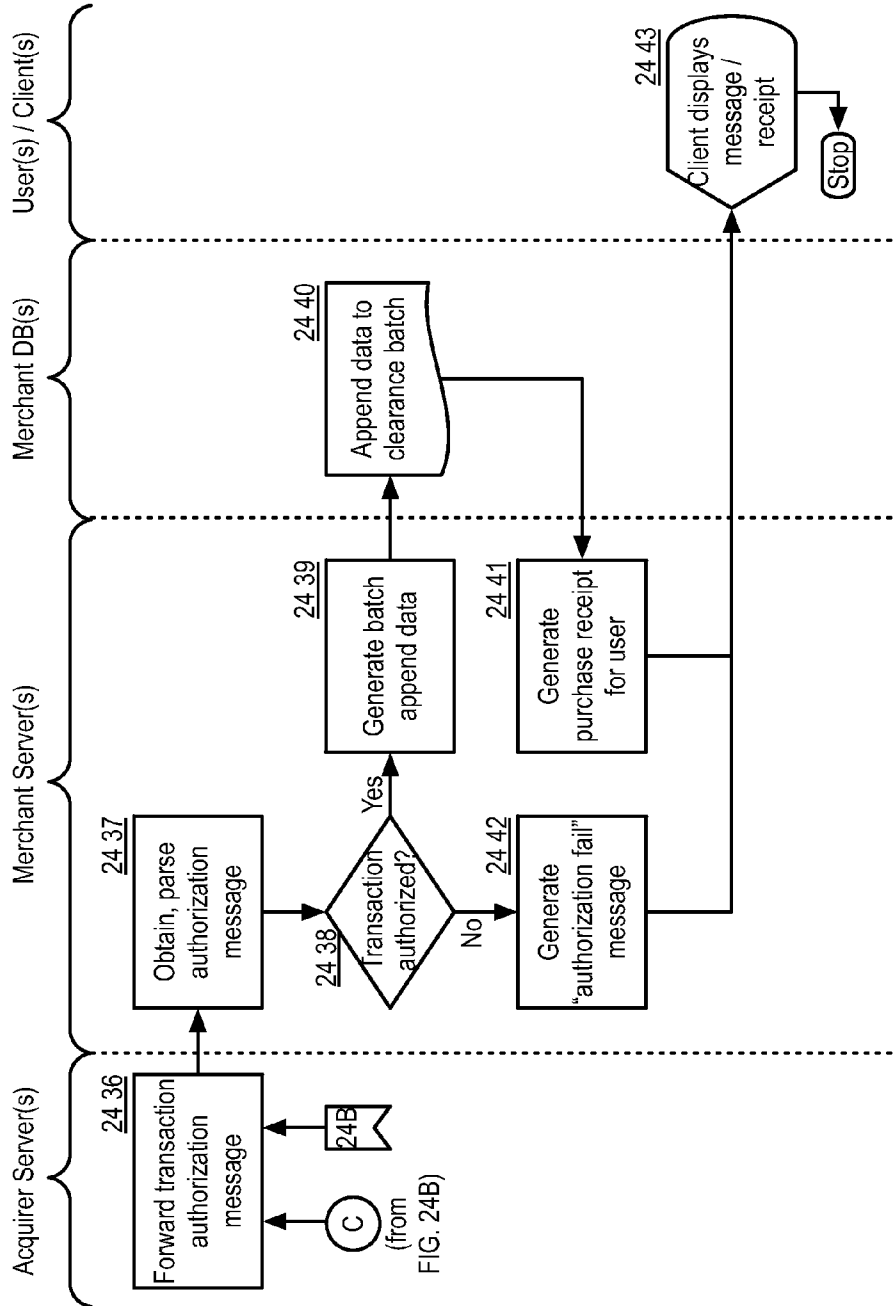 Acquirer Server(s)
Merchant Server(s)
Merchant DB(s)
User(s) / Client(s)
24 36
Forward transaction
authorization
message
C
(from
FIG. 24B)
24B
24 37
Obtain, parse
authorization
message
24 38
Transaction
authorized?
Yes
No
24 39
Generate batch
append data
24 40
Append data to
clearance batch
24 41
Generate
purchase receipt
for user
24 42
Generate
“authorization fail”
message
24 43
Client displays
message /
receipt
Stop